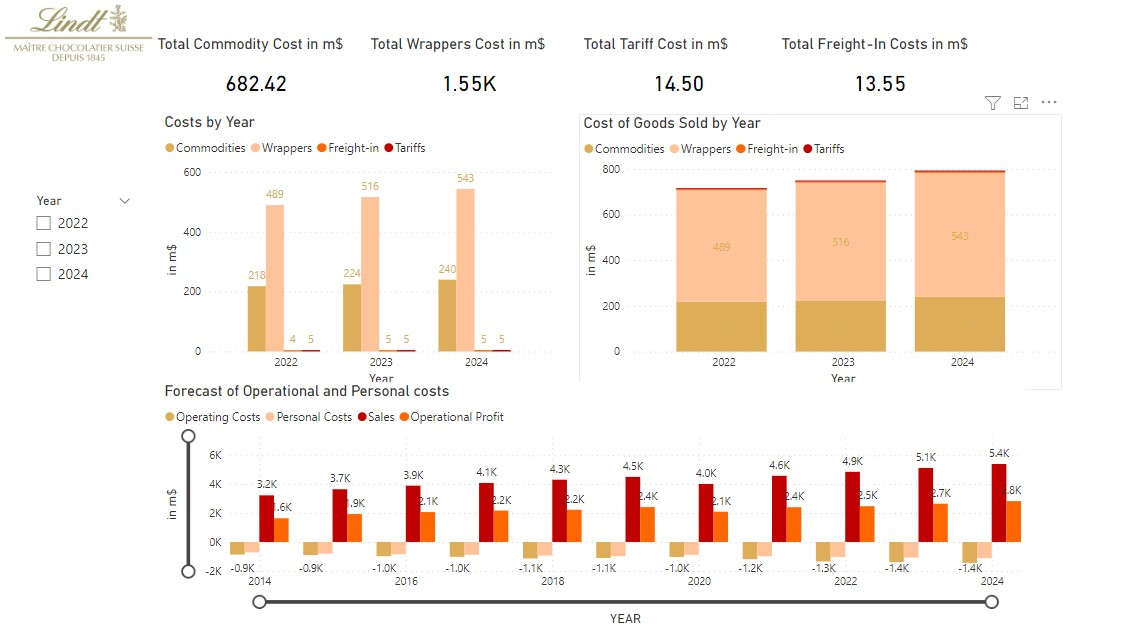 Lindt
MAÎTRE CHOCOLATIER SUISSE
DEPUIS 1845
Total Commodity Cost in m$
682.42
Total Wrappers Cost in m$
1.55K
Total Tariff Cost in m$
14.50
Total Freight-In Costs in m$
13.55
Year
2022
2023
2024
Costs by Year
Commodities Wrappers Freight-in Tariffs
in m$
600
400
200
0
218 489 4 5
224 516 5 5
240 543 5 5
2022 2023 2024
Year
Cost of Goods Sold by Year
Commodities Wrappers Freight-in Tariffs
in m$
800
600
400
200
0
489 516 543
2022 2023 2024
Year
Forecast of Operational and Personal costs
Operating Costs Personal Costs Sales Operational Profit
in m$
6K
4K
2K
0K
-2K
3.2K 3.7K 3.9K 4.1K 4.3K 4.5K 4.0K 4.6K 4.9K 5.1K 5.4K
1.6K 1.9K 2.1K 2.2K 2.2K 2.4K 2.1K 2.4K 2.5K 2.7K 2.8K
-0.9K -0.9K -1.0K -1.0K -1.1K -1.1K -1.0K -1.2K -1.3K -1.4K -1.4K
2014 2016 2018 2020 2022 2024
YEAR